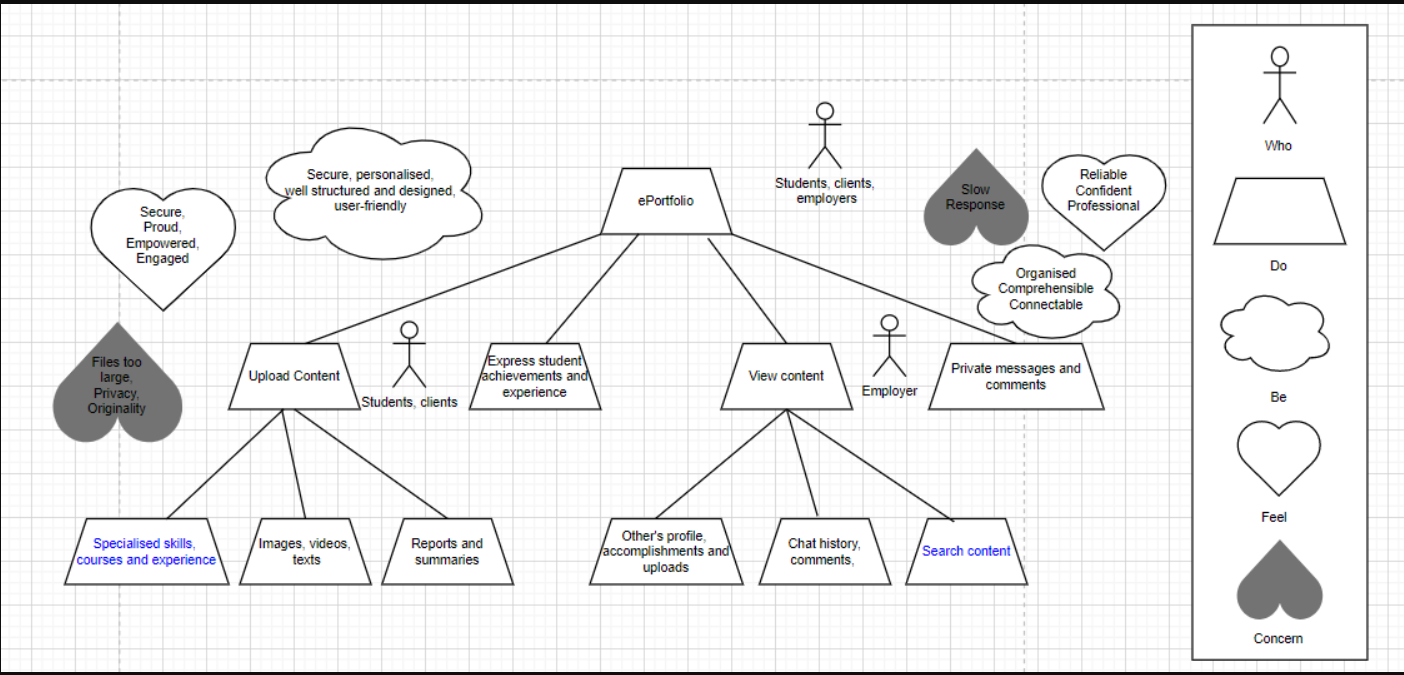 Secure, personalised,
well structured and designed,
user-friendly
Secure,
Proud,
Empowered,
Engaged
ePortfolio
Students, clients,
employers
Slow
Response
Reliable
Confident
Professional
Organised
Comprehensible
Connectable
Files too
large,
Privacy,
Originality
Upload Content
Students, clients
Express student
achievements and
experience
View content
Employer
Private messages and
comments
Specialised skills,
courses and experience
Images, videos,
texts
Reports and
summaries
Other's profile,
accomplishments and
uploads
Chat history,
comments,
Search content
Who
Do
Be
Feel
Concern